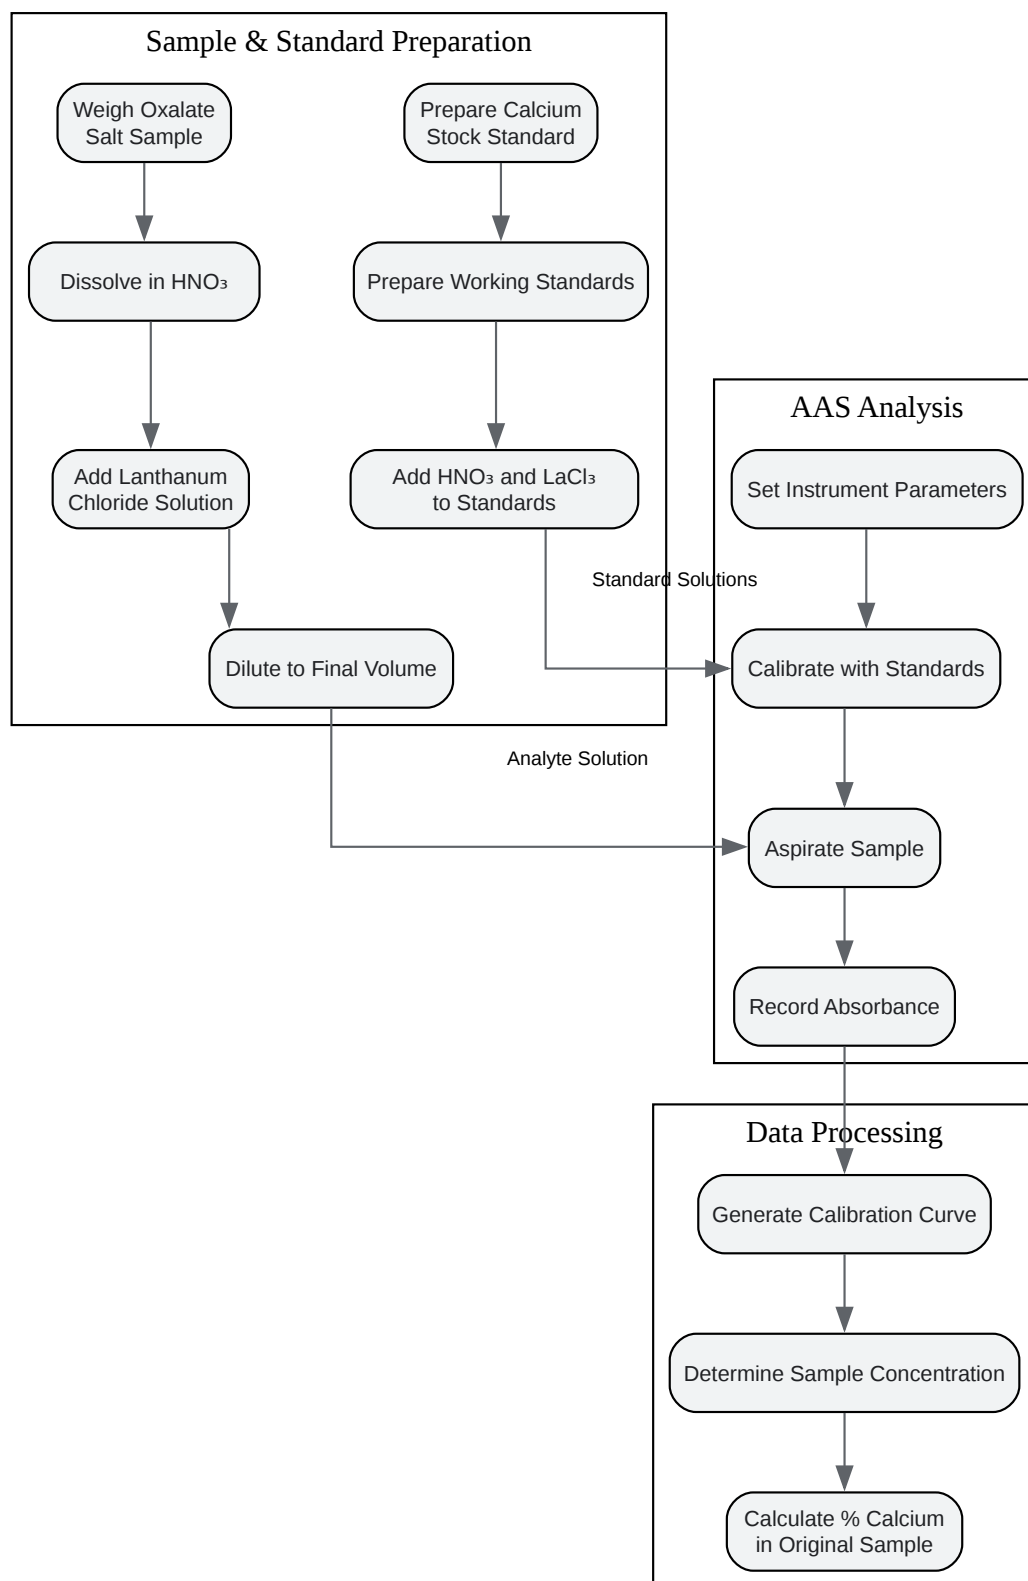 Sample & Standard Preparation
Weigh Oxalate
Salt Sample
Prepare Calcium
Stock Standard
Dissolve in HNO₃
Prepare Working Standards
Add Lanthanum
Chloride Solution
Add HNO₃ and LaCl₃
to Standards
Dilute to Final Volume
Standard Solutions
Analyte Solution
AAS Analysis
Set Instrument Parameters
Calibrate with Standards
Aspirate Sample
Record Absorbance
Data Processing
Generate Calibration Curve
Determine Sample Concentration
Calculate % Calcium
in Original Sample